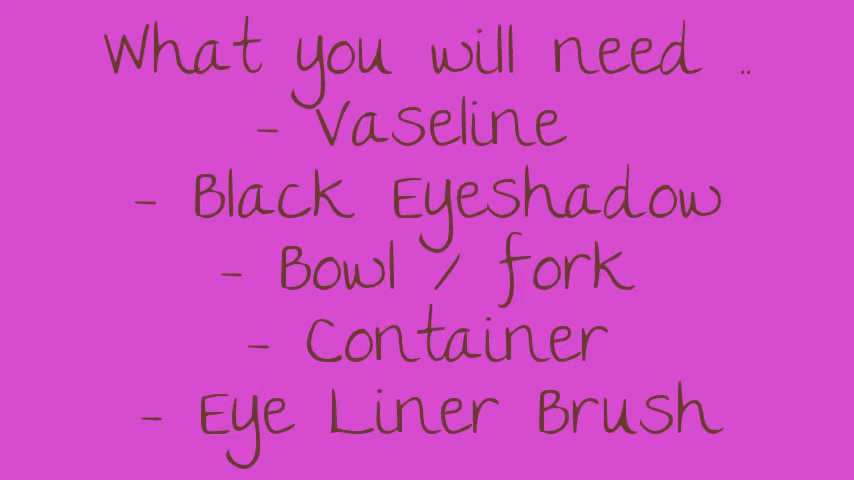 What you will need ..
- Vaseline
- Black Eyeshadow
- Bowl / fork
- Container
- Eye Liner Brush